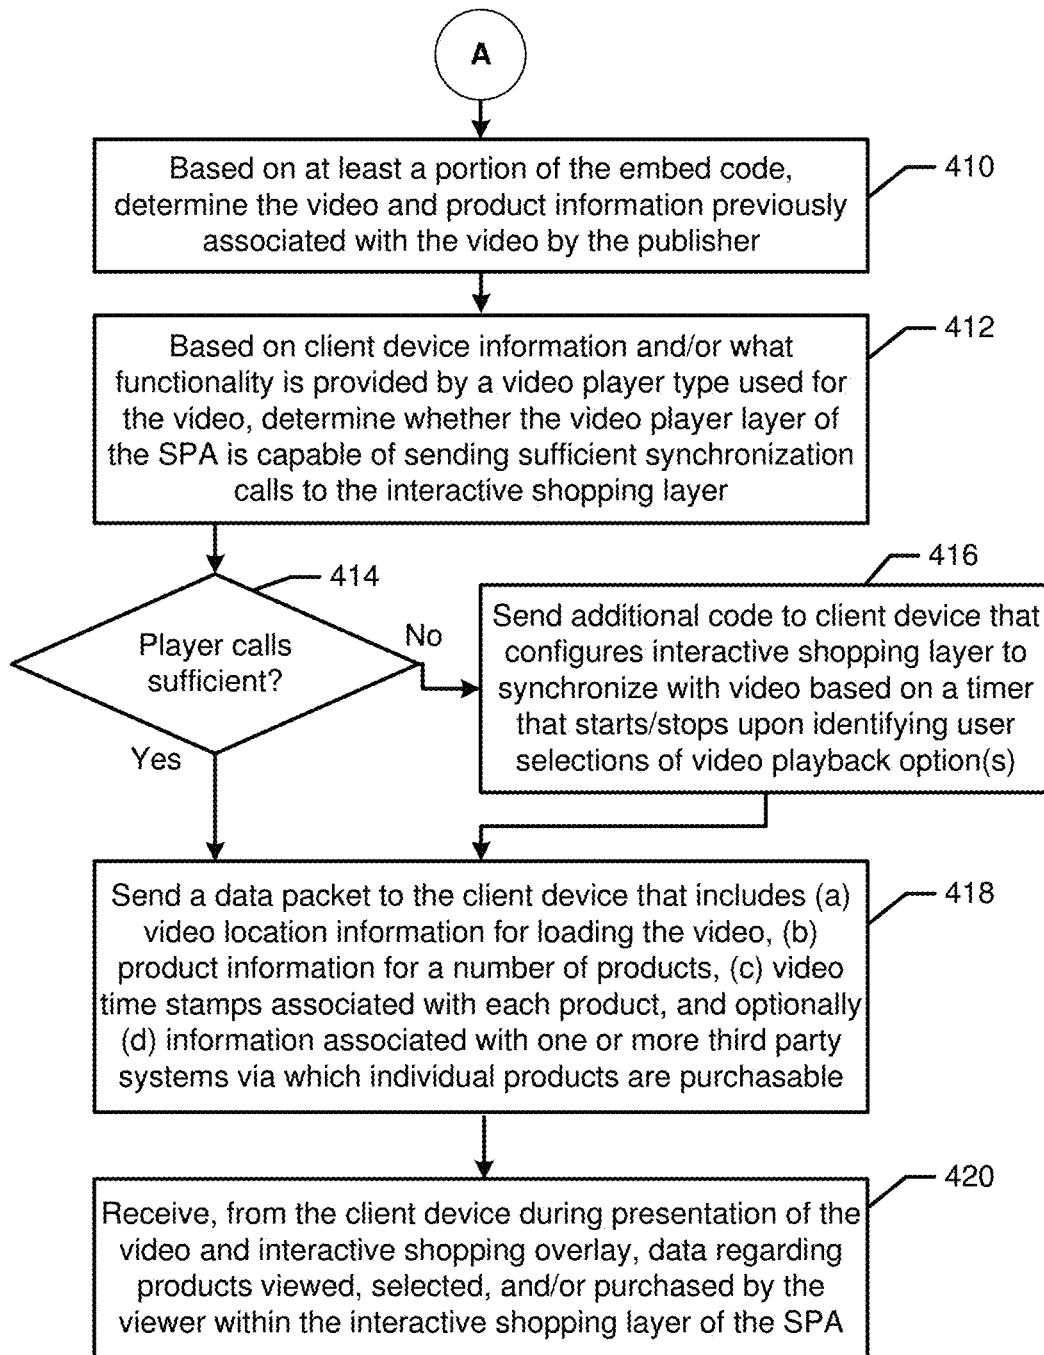 A
Based on at least a portion of the embed code,
determine the video and product information previously
associated with the video by the publisher
410
Based on client device information and/or what
functionality is provided by a video player type used for
the video, determine whether the video player layer of
the SPA is capable of sending sufficient synchronization
calls to the interactive shopping layer
412
Player calls
sufficient?
414
No
Yes
Send additional code to client device that
configures interactive shopping layer to
synchronize with video based on a timer
that starts/stops upon identifying user
selections of video playback option(s)
416
Send a data packet to the client device that includes (a)
video location information for loading the video, (b)
product information for a number of products, (c) video
time stamps associated with each product, and optionally
(d) information associated with one or more third party
systems via which individual products are purchasable
418
Receive, from the client device during presentation of the
video and interactive shopping overlay, data regarding
products viewed, selected, and/or purchased by the
viewer within the interactive shopping layer of the SPA
420